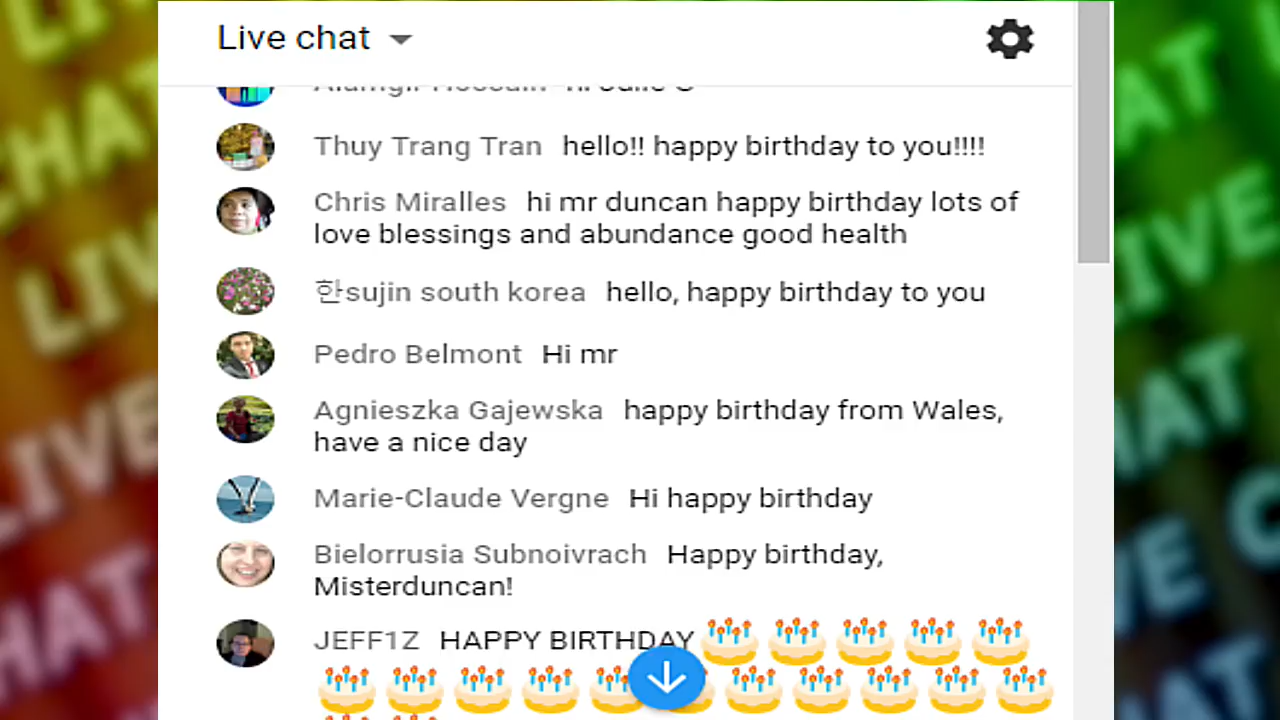 Live chat
Thuy Trang Tran hello!! happy birthday to you!!!!
Chris Miralles hi mr duncan happy birthday lots of
love blessings and abundance good health
한sujin south korea hello, happy birthday to you
Pedro Belmont Hi mr
Agnieszka Gajewska happy birthday from Wales,
have a nice day
Marie-Claude Vergne Hi happy birthday
Bielorrusia Subnoivrach Happy birthday,
Misterduncan!
JEFF1Z HAPPY BIRTHDAY